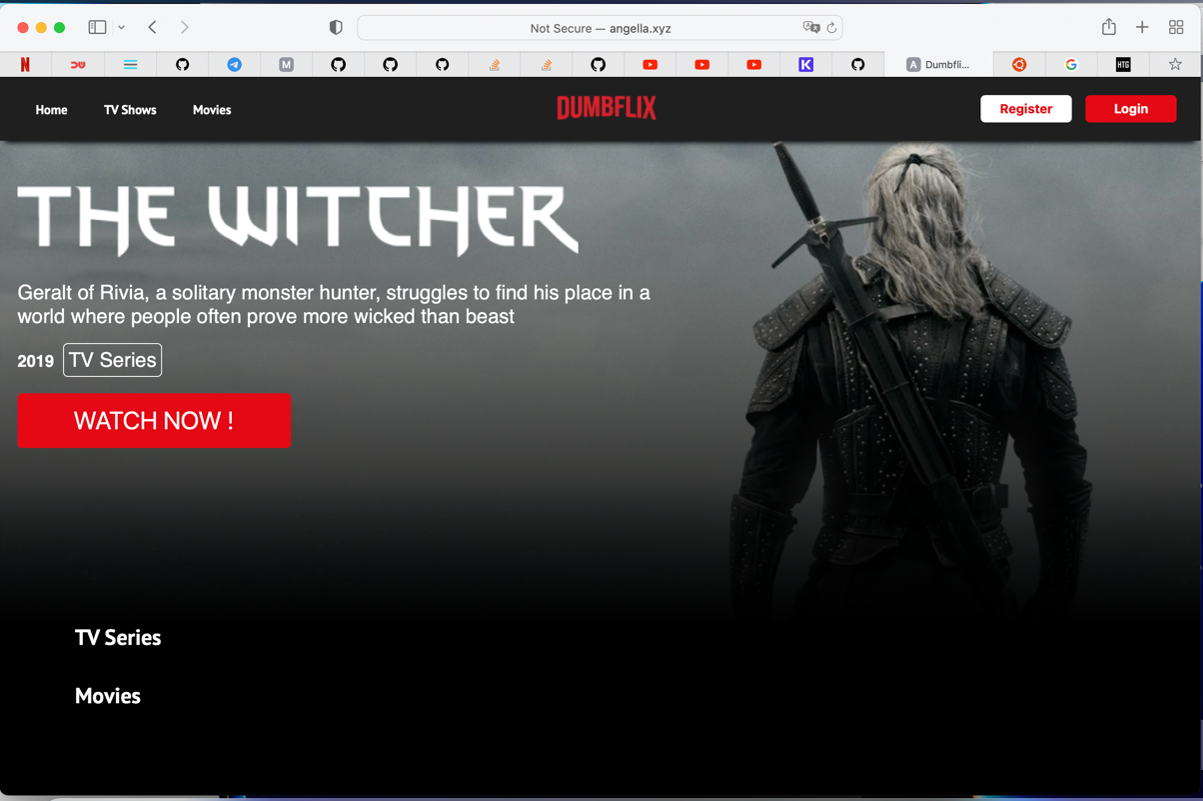 Not Secure — angella.xyz
N
M
K
A Dumbfli...
G
HTG
Home TV Shows Movies DUMBFLIX Register Login
THE WITCHER
Geralt of Rivia, a solitary monster hunter, struggles to find his place in a
world where people often prove more wicked than beast
2019 TV Series
WATCH NOW !
TV Series
Movies